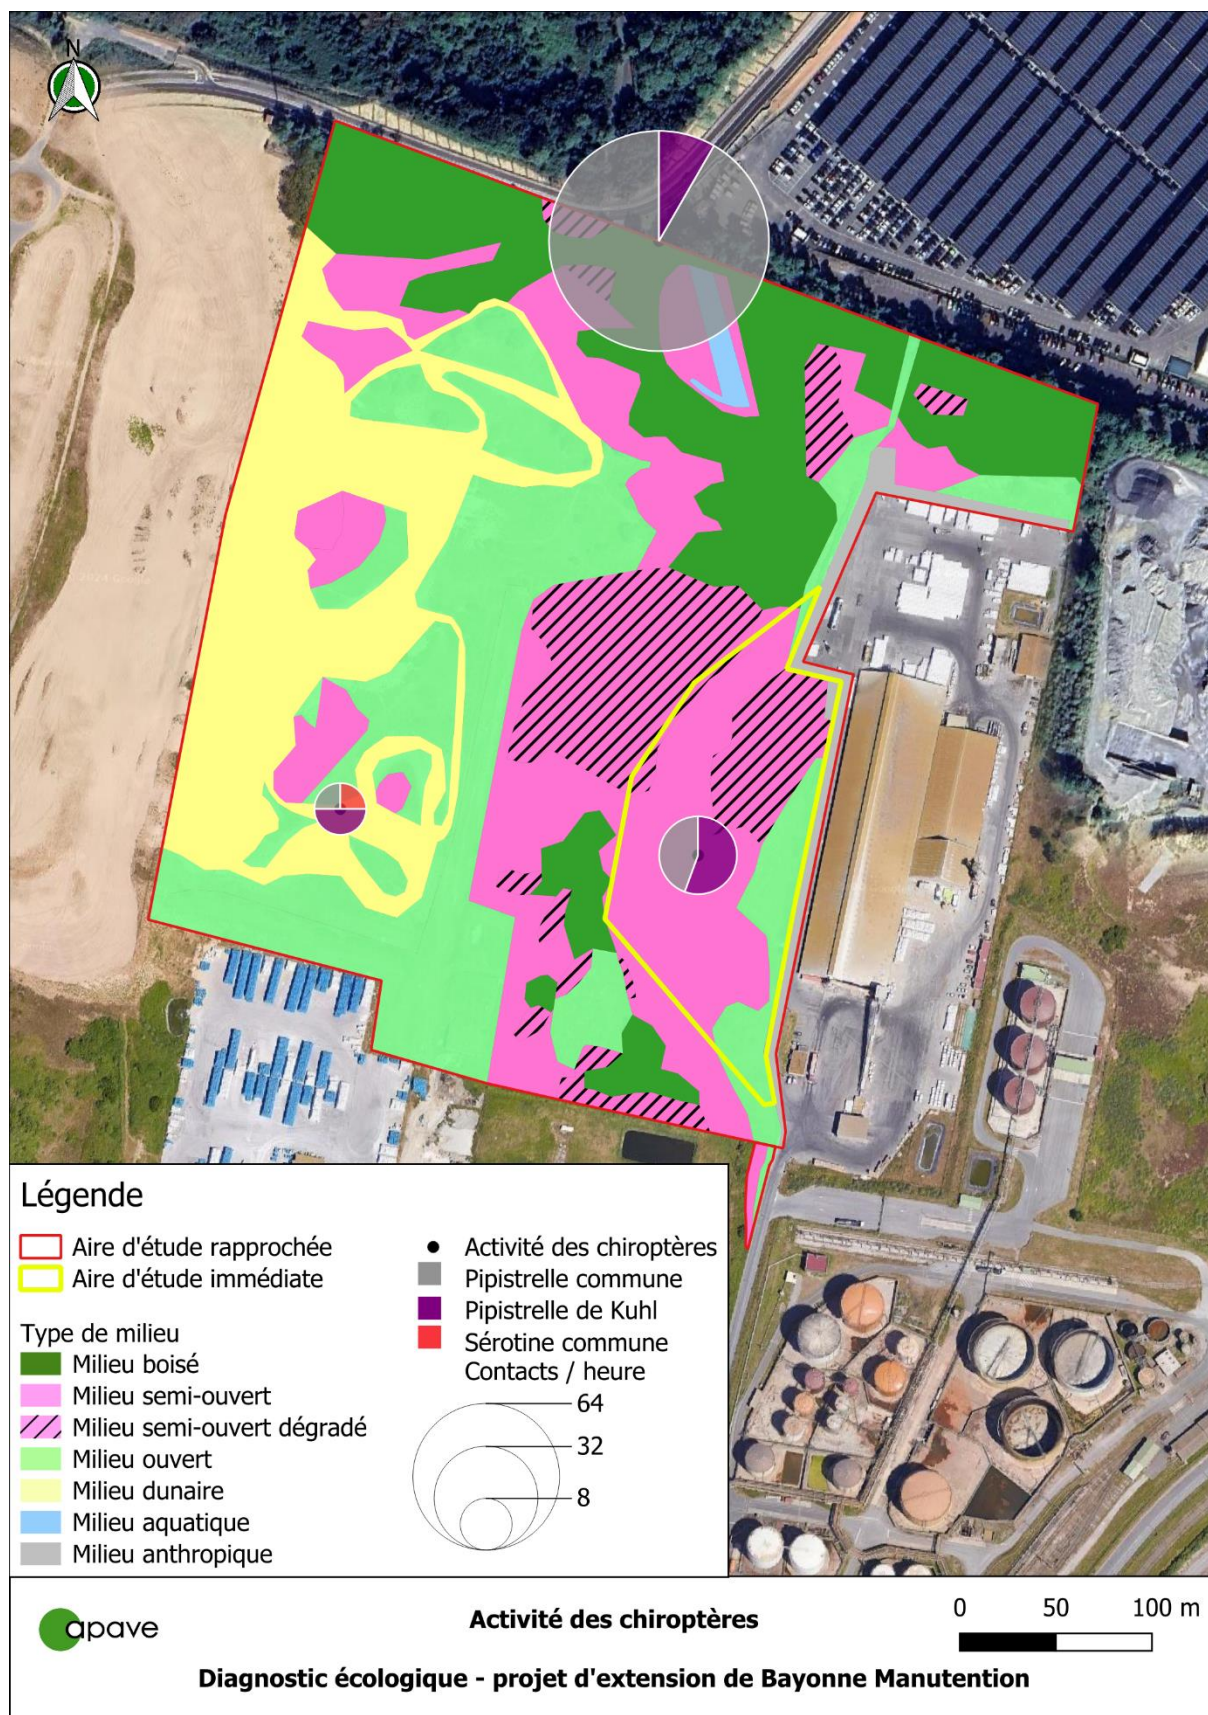 N
2024 Google
Légende
Aire d'étude rapprochée
Aire d'étude immédiate
Type de milieu
Milieu boisé
Milieu semi-ouvert
Milieu semi-ouvert dégradé
Milieu ouvert
Milieu dunaire
Milieu aquatique
Milieu anthropique
Activité des chiroptères
Pipistrelle commune
Pipistrelle de Kuhl
Sérotine commune
Contacts / heure
64
32
8
apave
Activité des chiroptères
0 50 100 m
Diagnostic écologique - projet d'extension de Bayonne Manutention